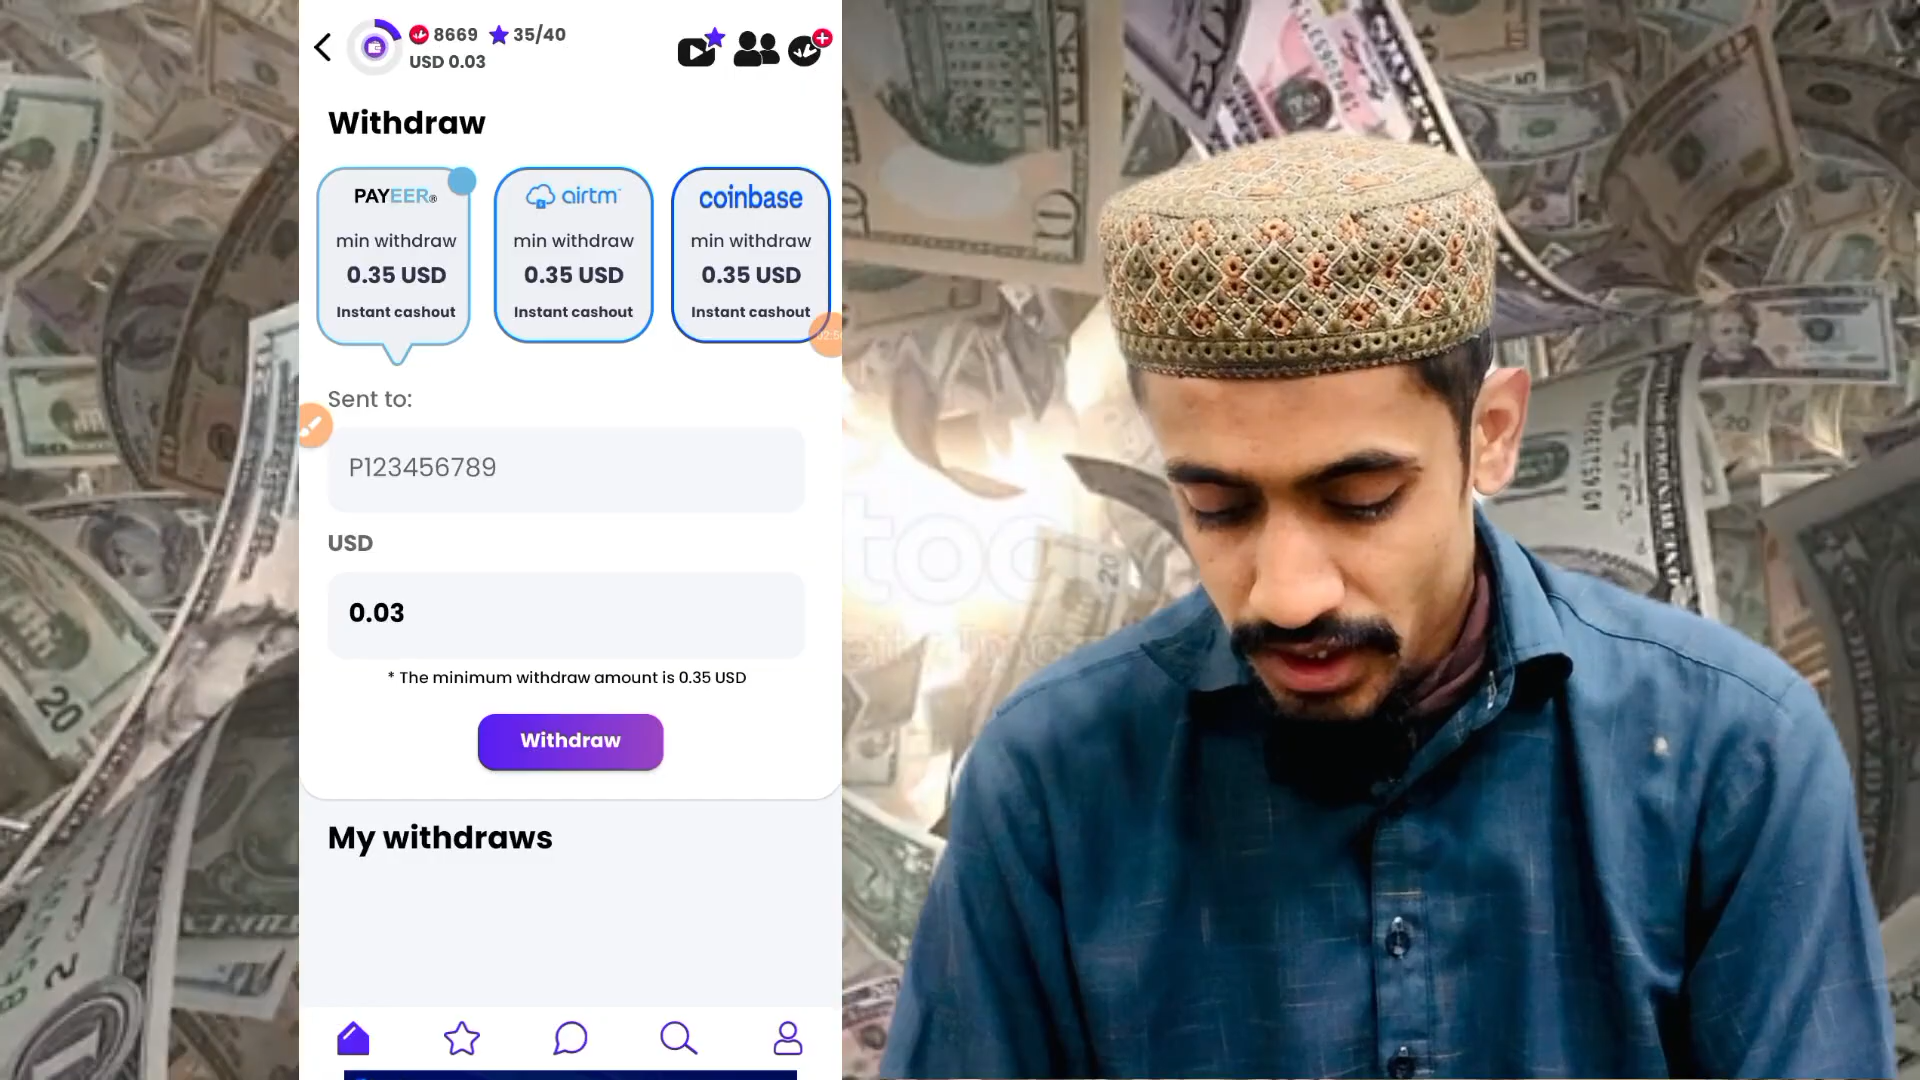 8669 35/40
USD 0.03
Withdraw
PAYEER®
min withdraw
0.35 USD
Instant cashout
airtm
min withdraw
0.35 USD
Instant cashout
coinbase
min withdraw
0.35 USD
Instant cashout
Sent to:
P123456789
USD
0.03
* The minimum withdraw amount is 0.35 USD
Withdraw
My withdraws
20
20